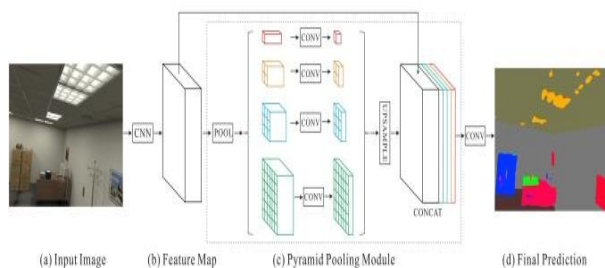 CNN
POOL
CONV
CONV
CONV
CONV
UPSAMPLE
CONCAT
CONV
(a) Input Image
(b) Feature Map
(c) Pyramid Pooling Module
(d) Final Prediction